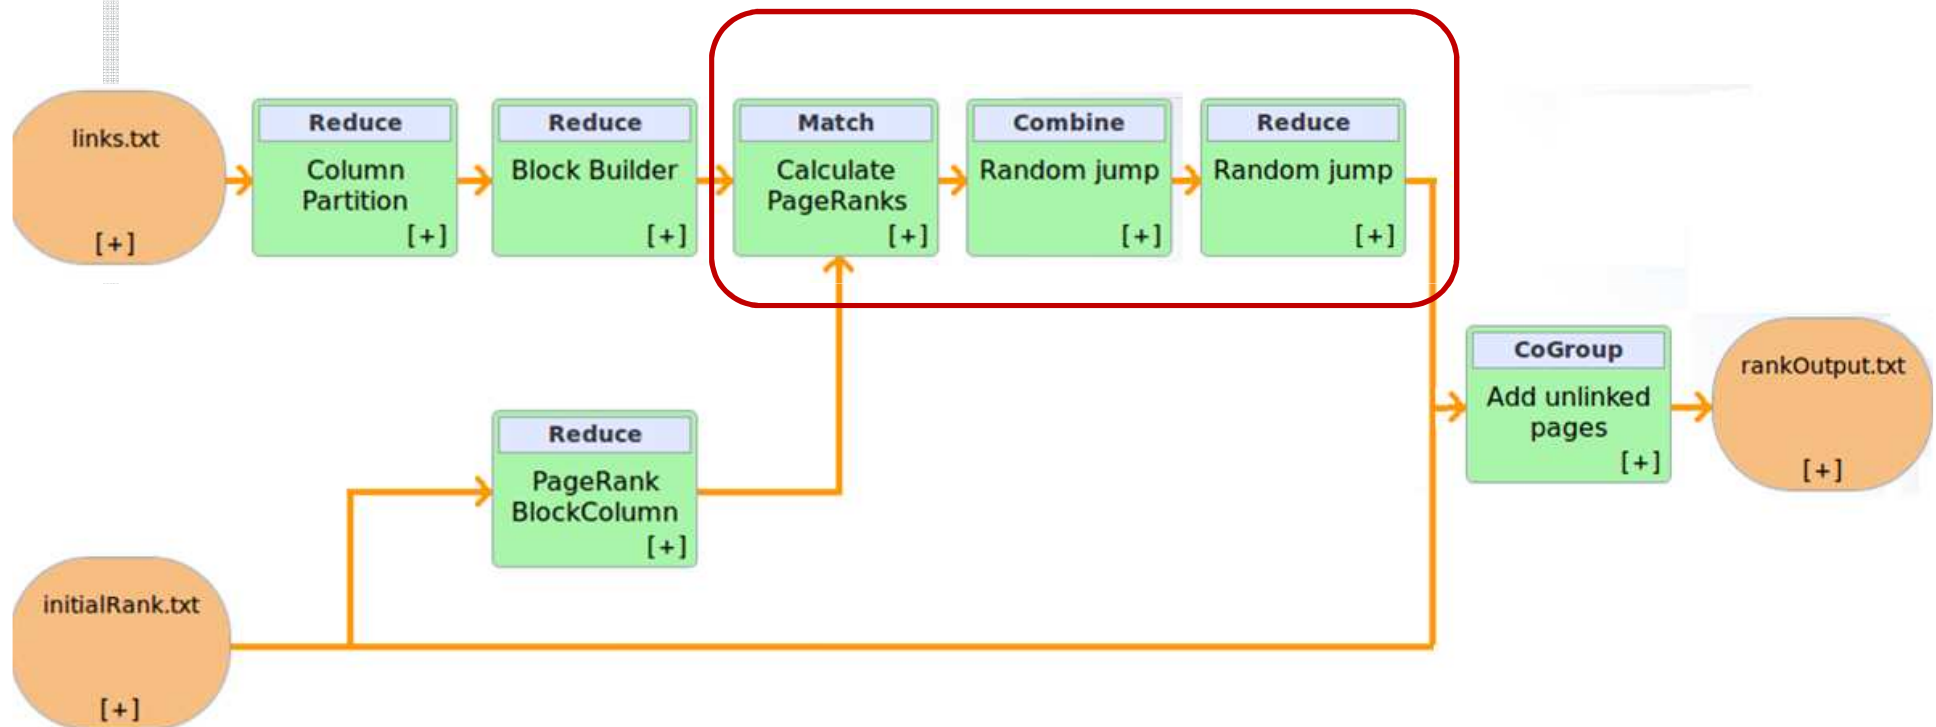 links.txt
[+]
Reduce
Column
Partition
[+]
Reduce
Block Builder
[+]
Match
Calculate
PageRanks
[+]
Combine
Random jump
[+]
Reduce
Random jump
[+]
CoGroup
Add unlinked
pages
[+]
rankOutput.txt
[+]
Reduce
PageRank
BlockColumn
[+]
initialRank.txt
[+]